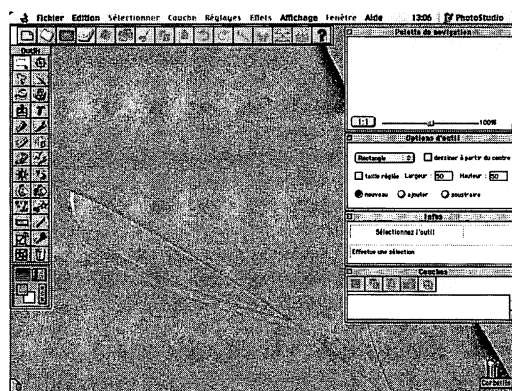 Fichier Edition Sélectionner Couche Réglages Effets Affichage Fenêtre Aide 13:06 PhotoStudio
Outils
Palette de navigation
1:1 100%
Options d'outil
Rectangle dessiner à partir du centre
taille réglée Largeur : 50 Hauteur : 50
nouveau ajouter soustraire
Infos
Sélectionnez l'outil
Effectue une sélection
Couches
Corbeille